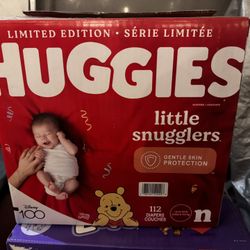 LIMITED EDITION • SÉRIE LIMITÉE
HUGGIES
little
snugglers
GENTLE SKIN
PROTECTION
Disney
100
112
DIAPERS
COUCHES
n